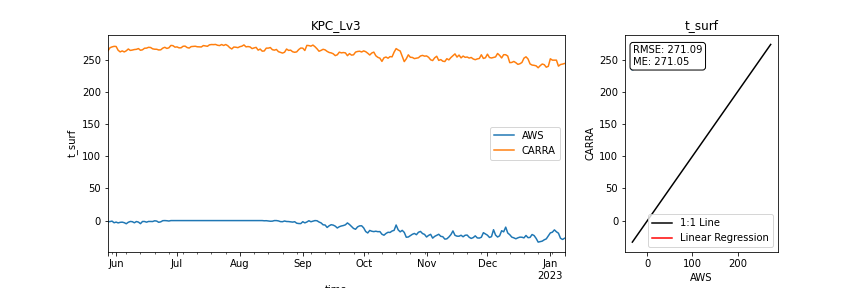 KPC_Lv3
t_surf
250
200
150
100
50
0
Jun
Jul
Aug
Sep
Oct
Nov
Dec
Jan
2023
AWS
CARRA
t_surf
RMSE: 271.09
ME: 271.05
CARRA
250
200
150
100
50
0
1:1 Line
Linear Regression
0
100
200
AWS